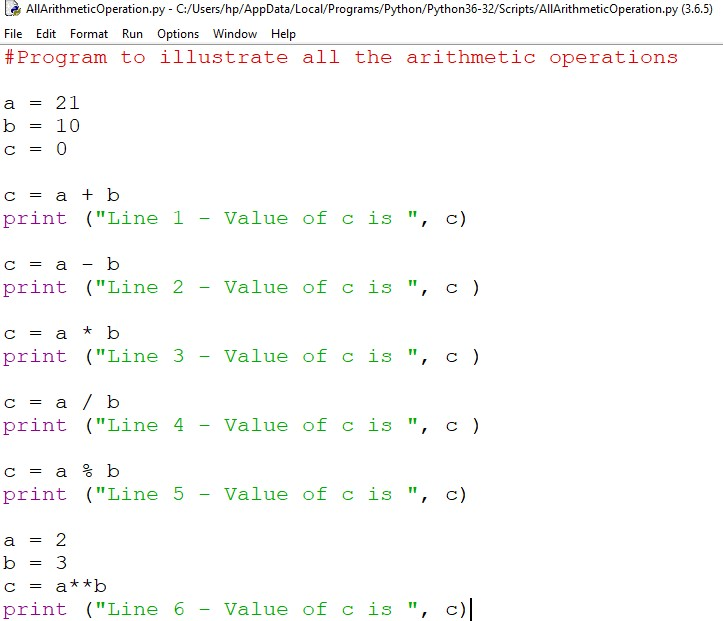 AllArithmeticOperation.py - C:/Users/hp/AppData/Local/Programs/Python/Python36-32/Scripts/AllArithmeticOperation.py (3.6.5)
File Edit Format Run Options Window Help
#Program to illustrate all the arithmetic operations
a = 21
b = 10
c = 0
c = a + b
print ("Line 1 - Value of c is ", c)
c = a - b
print ("Line 2 - Value of c is ", c )
c = a * b
print ("Line 3 - Value of c is ", c )
c = a / b
print ("Line 4 - Value of c is ", c )
c = a % b
print ("Line 5 - Value of c is ", c)
a = 2
b = 3
c = a**b
print ("Line 6 - Value of c is ", c)